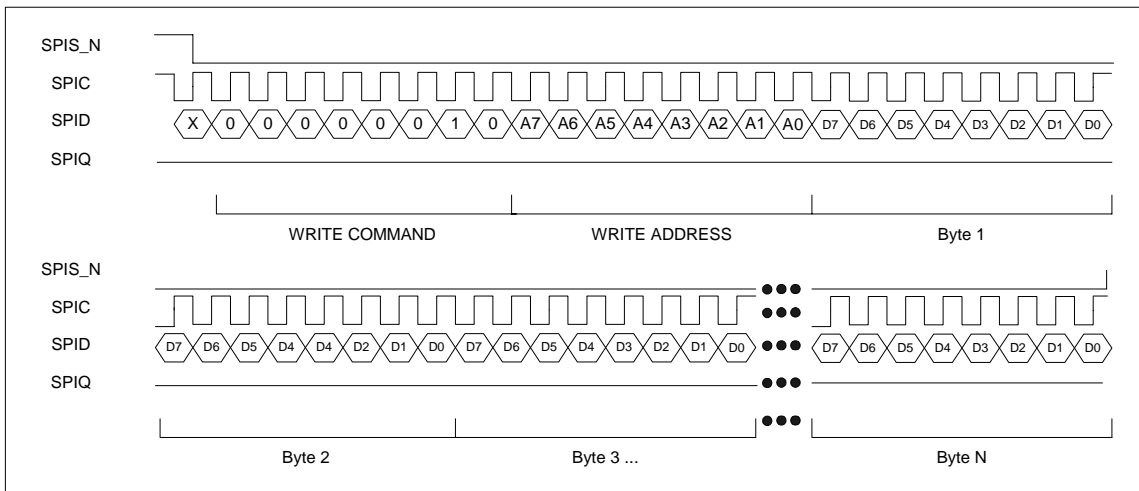 SPIS_N
SPIC
SPID X 0 0 0 0 0 0 1 0 A7 A6 A5 A4 A3 A2 A1 A0 D7 D6 D5 D4 D3 D2 D1 D0
SPIQ
WRITE COMMAND WRITE ADDRESS Byte 1
SPIS_N
SPIC
SPID D7 D6 D5 D4 D4 D2 D1 D0 D7 D6 D5 D4 D3 D2 D1 D0 D7 D6 D5 D4 D3 D2 D1 D0
SPIQ
Byte 2 Byte 3 ... Byte N